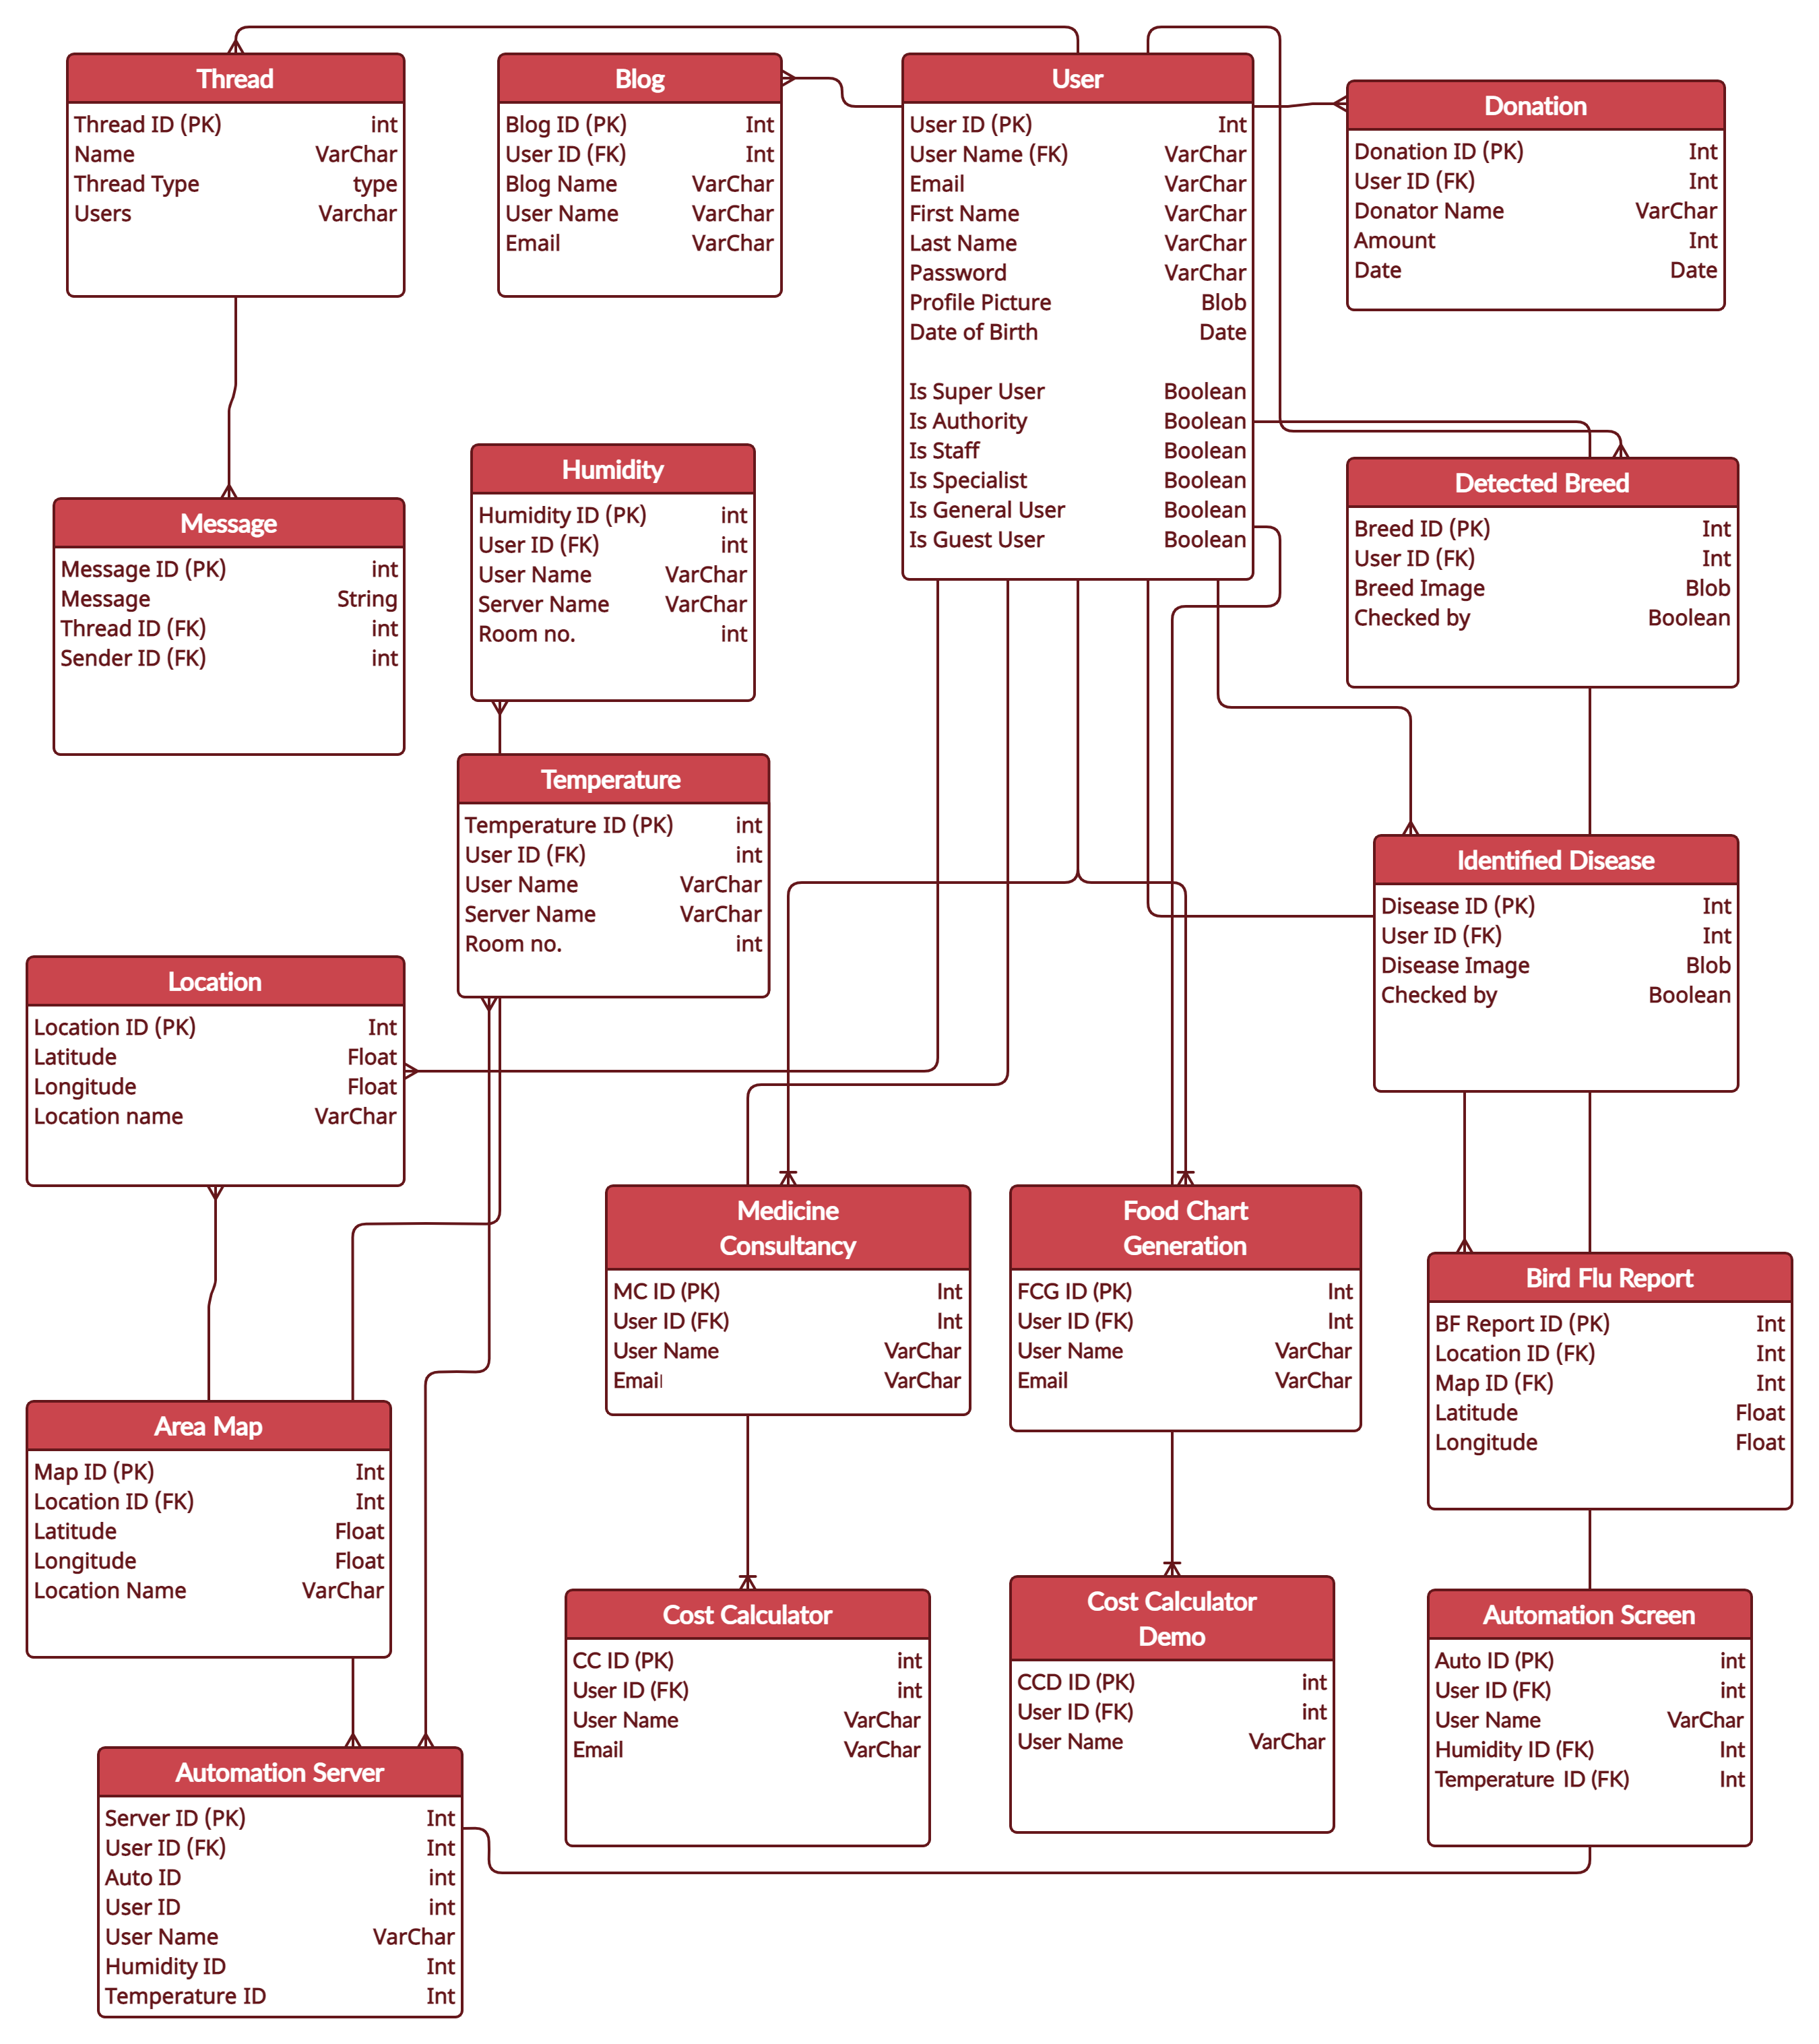 Thread
Thread ID (PK) int
Name VarChar
Thread Type type
Users Varchar
Blog
Blog ID (PK) Int
User ID (FK) Int
Blog Name VarChar
User Name VarChar
Email VarChar
User
User ID (PK) Int
User Name (FK) VarChar
Email VarChar
First Name VarChar
Last Name VarChar
Password VarChar
Profile Picture Blob
Date of Birth Date
Is Super User Boolean
Is Authority Boolean
Is Staff Boolean
Is Specialist Boolean
Is General User Boolean
Is Guest User Boolean
Donation
Donation ID (PK) Int
User ID (FK) Int
Donator Name VarChar
Amount Int
Date Date
Message
Message ID (PK) int
Message String
Thread ID (FK) int
Sender ID (FK) int
Humidity
Humidity ID (PK) int
User ID (FK) int
User Name VarChar
Server Name VarChar
Room no. int
Detected Breed
Breed ID (PK) Int
User ID (FK) Int
Breed Image Blob
Checked by Boolean
Temperature
Temperature ID (PK) int
User ID (FK) int
User Name VarChar
Server Name VarChar
Room no. int
Identified Disease
Disease ID (PK) Int
User ID (FK) Int
Disease Image Blob
Checked by Boolean
Location
Location ID (PK) Int
Latitude Float
Longitude Float
Location name VarChar
Medicine
Consultancy
MC ID (PK) Int
User ID (FK) Int
User Name VarChar
Email VarChar
Food Chart
Generation
FCG ID (PK) Int
User ID (FK) Int
User Name VarChar
Email VarChar
Bird Flu Report
BF Report ID (PK) Int
Location ID (FK) Int
Map ID (FK) Int
Latitude Float
Longitude Float
Area Map
Map ID (PK) Int
Location ID (FK) Int
Latitude Float
Longitude Float
Location Name VarChar
Cost Calculator
CC ID (PK) int
User ID (FK) int
User Name VarChar
Email VarChar
Cost Calculator
Demo
CCD ID (PK) int
User ID (FK) int
User Name VarChar
Automation Screen
Auto ID (PK) int
User ID (FK) int
User Name VarChar
Humidity ID (FK) Int
Temperature ID (FK) Int
Automation Server
Server ID (PK) Int
User ID (FK) Int
Auto ID int
User ID int
User Name VarChar
Humidity ID Int
Temperature ID Int